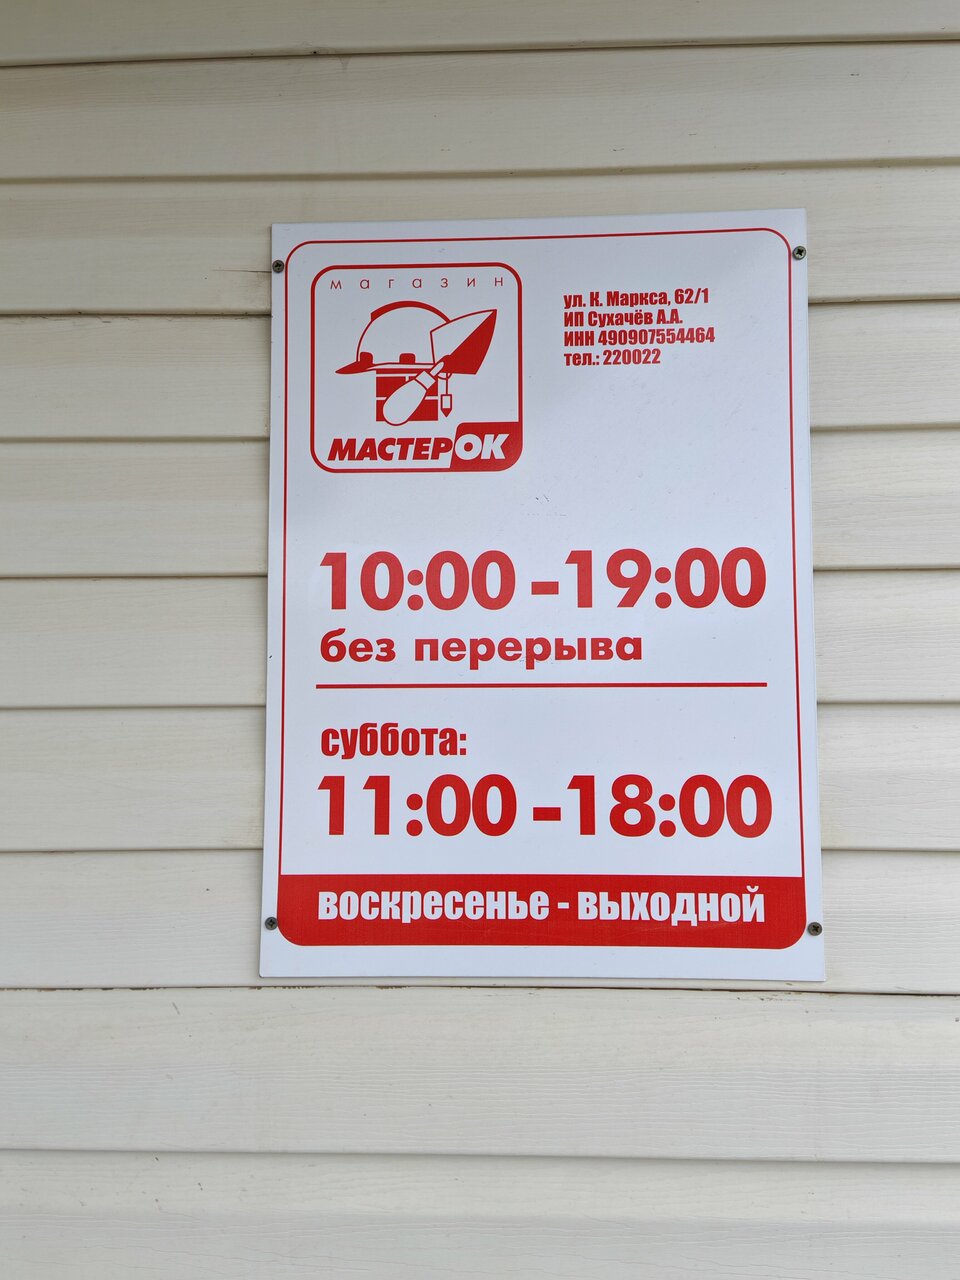 магазин
МАСТЕРОК
ул. К. Маркса, 62/1
ИП Сухачёв А.А.
ИНН 490907554464
тел.: 220022
10:00 - 19:00
без перерыва
суббота:
11:00 - 18:00
воскресенье - выходной